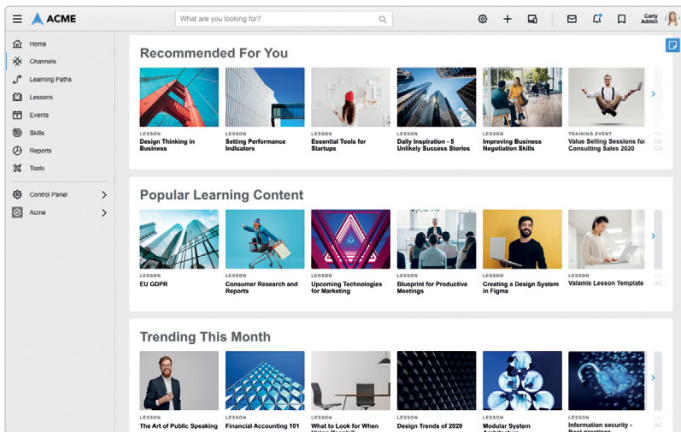 ACME
What are you looking for?
Carly
Admin
Home
Channels
Learning Paths
Lessons
Events
Skills
Reports
Tools
Control Panel
Acme
Recommended For You
LESSON
Design Thinking in
Business
LESSON
Setting Performance
Indicators
LESSON
Essential Tools for
Startups
LESSON
Daily Inspiration - 5
Unlikely Success Stories
LESSON
Improving Business
Negotiation Skills
TRAINING EVENT
Value Selling Sessions for
Consulting Sales 2020
Popular Learning Content
LESSON
EU GDPR
LESSON
Consumer Research and
Reports
LESSON
Upcoming Technologies
for Marketing
LESSON
Blueprint for Productive
Meetings
LESSON
Creating a Design System
in Figma
LESSON
Valamis Lesson Template
Trending This Month
LESSON
The Art of Public Speaking
LESSON
Financial Accounting 101
LESSON
What to Look for When
Hiring People?
LESSON
Design Trends of 2020
LESSON
Modular System
Architecture
LESSON
Information security -
Best practices